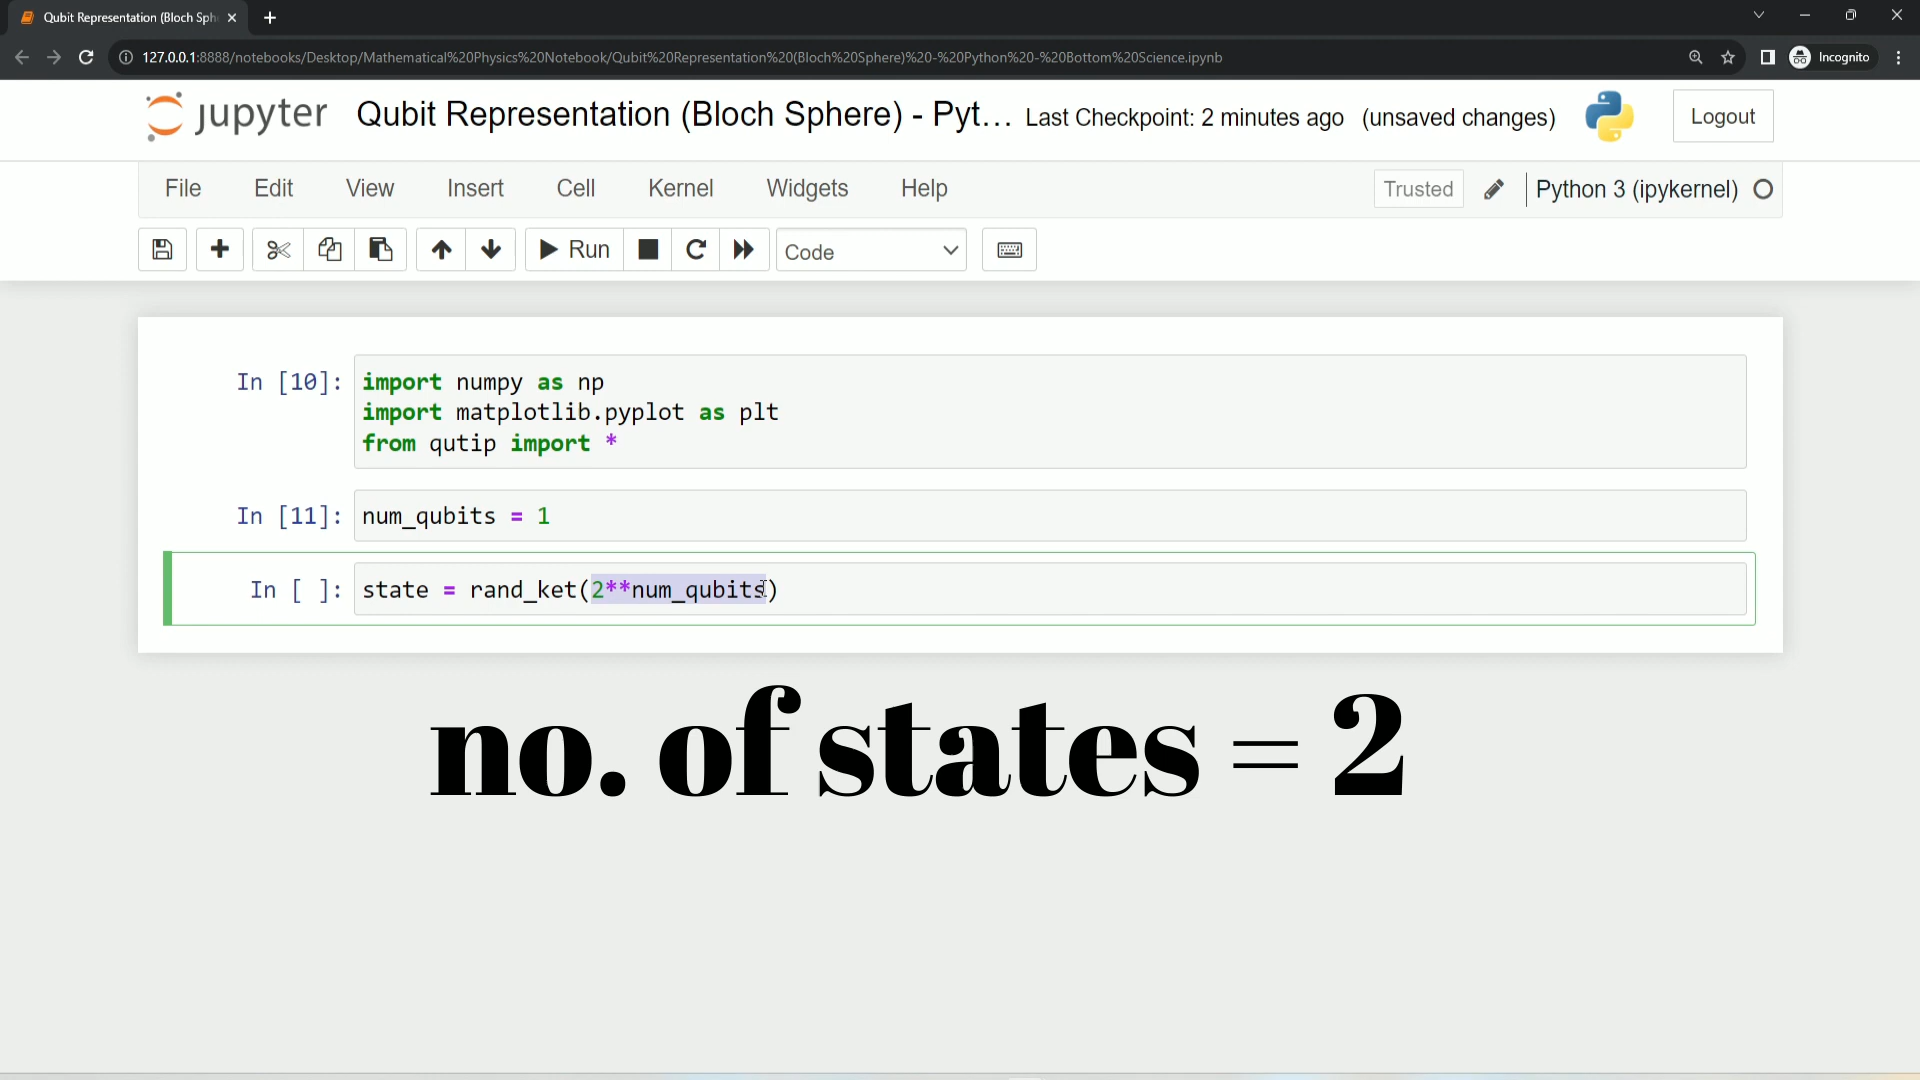 Qubit Representation (Bloch Sph
127.0.0.1:8888/notebooks/Desktop/Mathematical%20Physics%20Notebook/Qubit%20Representation%20(Bloch%20Sphere)%20-%20Python%20-%20Bottom%20Science.ipynb
Incognito
jupyter Qubit Representation (Bloch Sphere) - Pyt... Last Checkpoint: 2 minutes ago (unsaved changes) Logout
File Edit View Insert Cell Kernel Widgets Help Trusted Python 3 (ipykernel)
Run Code
In [10]: import numpy as np
import matplotlib.pyplot as plt
from qutip import *
In [11]: num_qubits = 1
In [ ]: state = rand_ket(2**num_qubits)
no. of states = 2